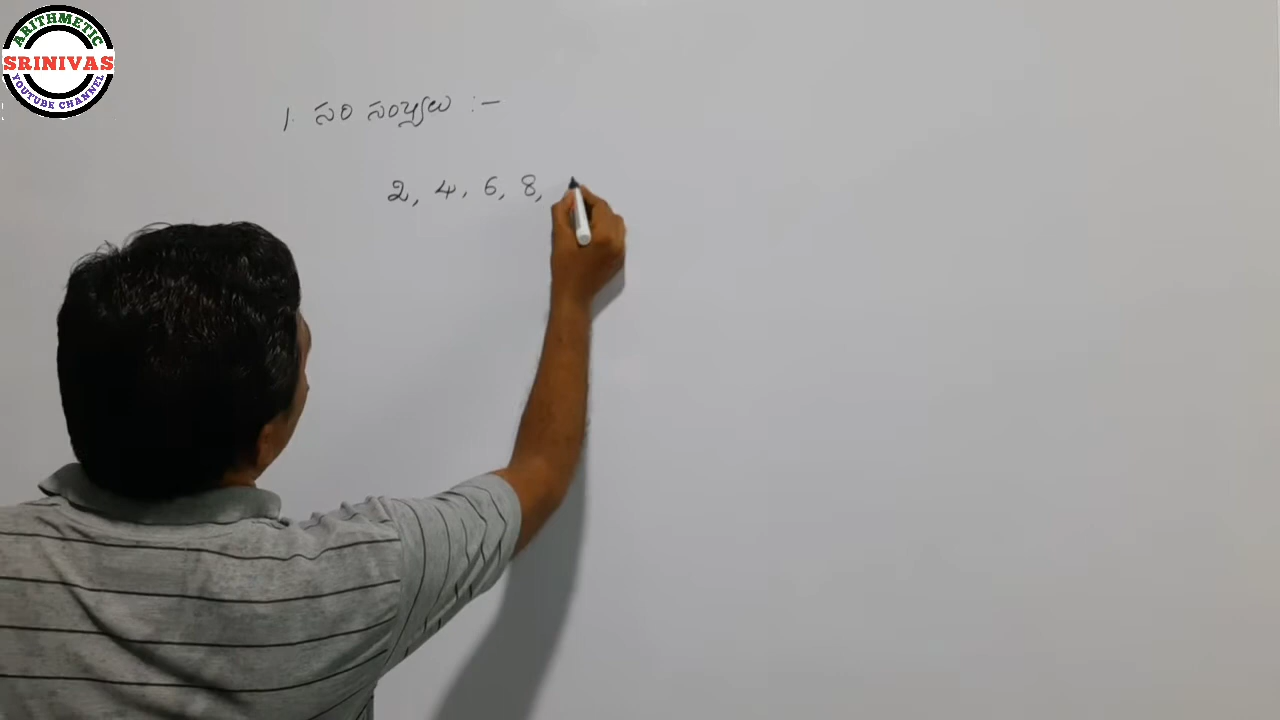 ARITHMETIC
SRINIVAS
YOUTUBE CHANNEL
1. సరి సంఖ్యలు :-
2, 4, 6, 8,